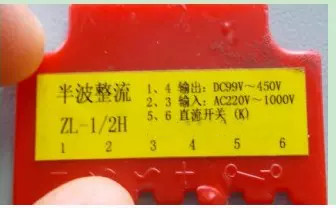 半波整流
ZL-1/2H
1、4 输出：DC99V～450V
2、3 输入：AC220V～1000V
5、6 直流开关（K）
1 2 3 4 5 6
− ~ ~ +